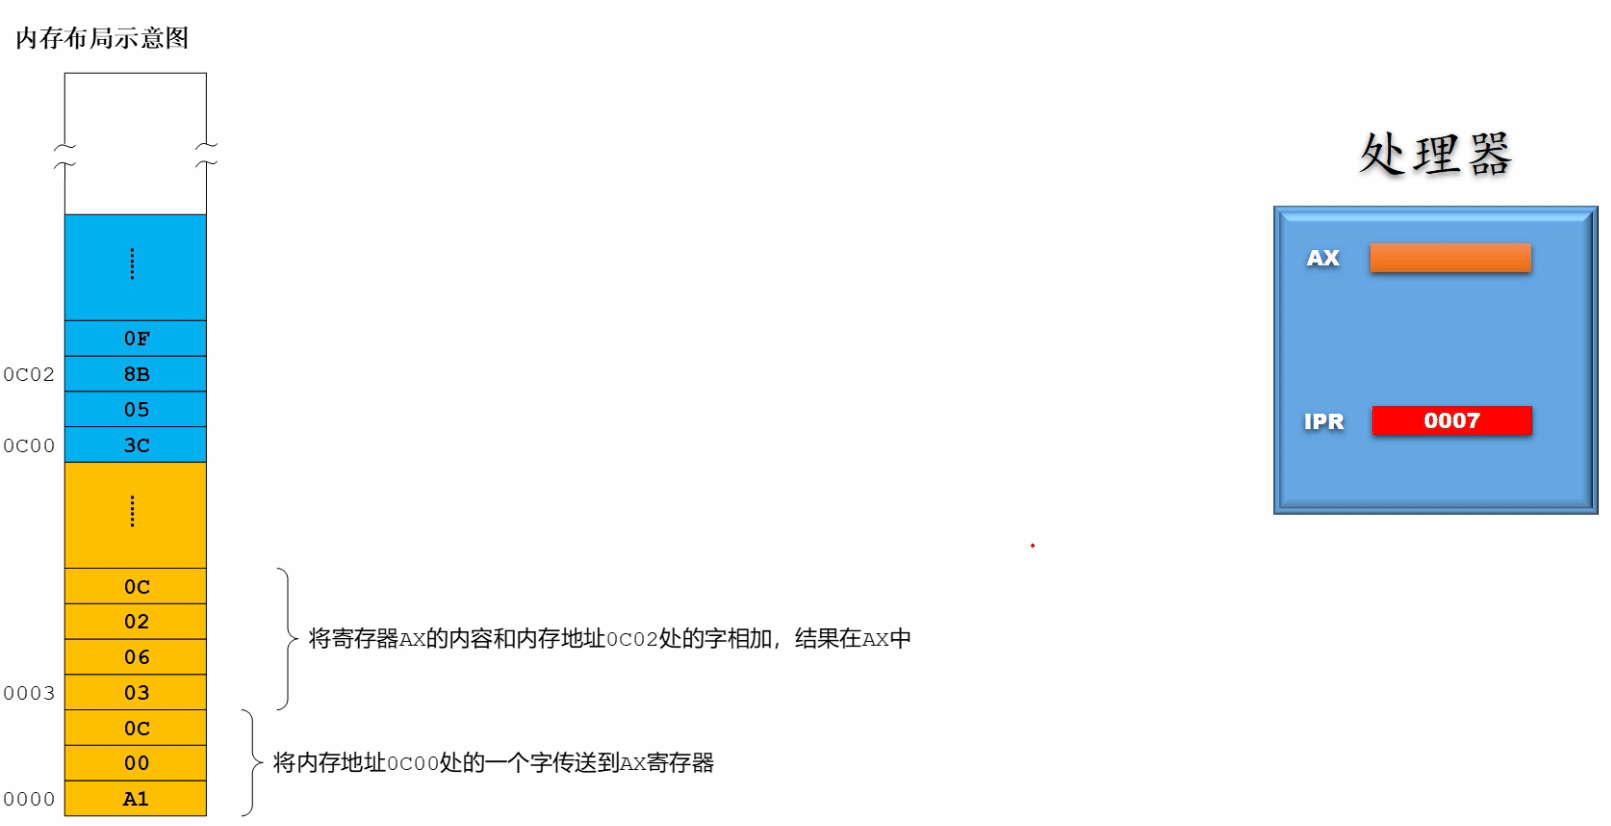 内存布局示意图
处理器
AX
IPR 0007
0F
0C02 8B
05
0C00 3C
0C
02
06
0003 03
0C
00
0000 A1
将寄存器AX的内容和内存地址0C02处的字相加，结果在AX中
将内存地址0C00处的一个字传送到AX寄存器